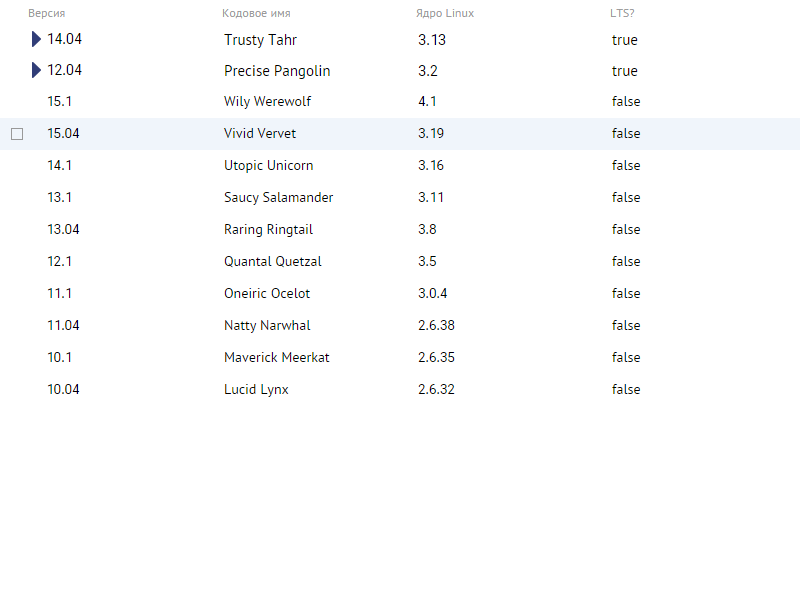 Версия Кодовое имя Ядро Linux LTS?
14.04 Trusty Tahr 3.13 true
12.04 Precise Pangolin 3.2 true
15.1 Wily Werewolf 4.1 false
15.04 Vivid Vervet 3.19 false
14.1 Utopic Unicorn 3.16 false
13.1 Saucy Salamander 3.11 false
13.04 Raring Ringtail 3.8 false
12.1 Quantal Quetzal 3.5 false
11.1 Oneiric Ocelot 3.0.4 false
11.04 Natty Narwhal 2.6.38 false
10.1 Maverick Meerkat 2.6.35 false
10.04 Lucid Lynx 2.6.32 false